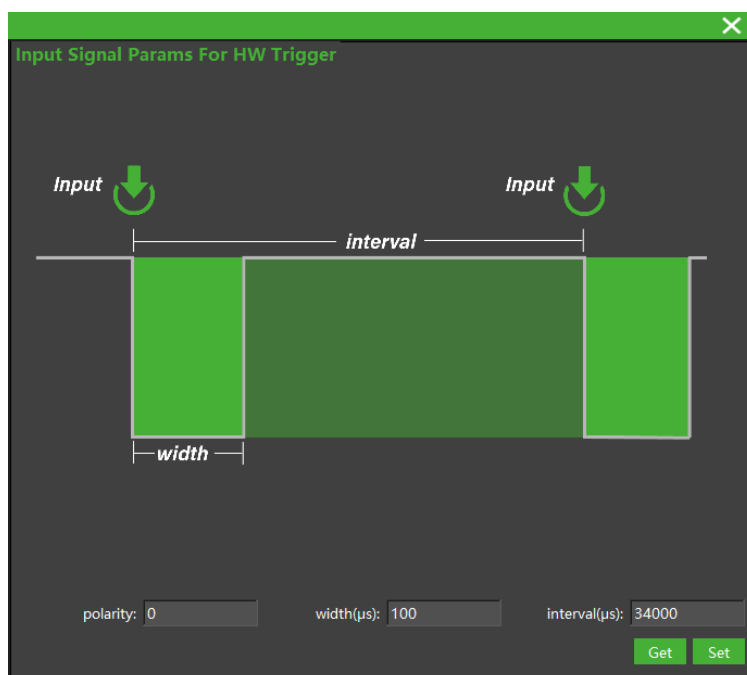 Input Signal Params For HW Trigger
Input Input
interval
width
polarity: 0 width(µs): 100 interval(µs): 34000
Get Set